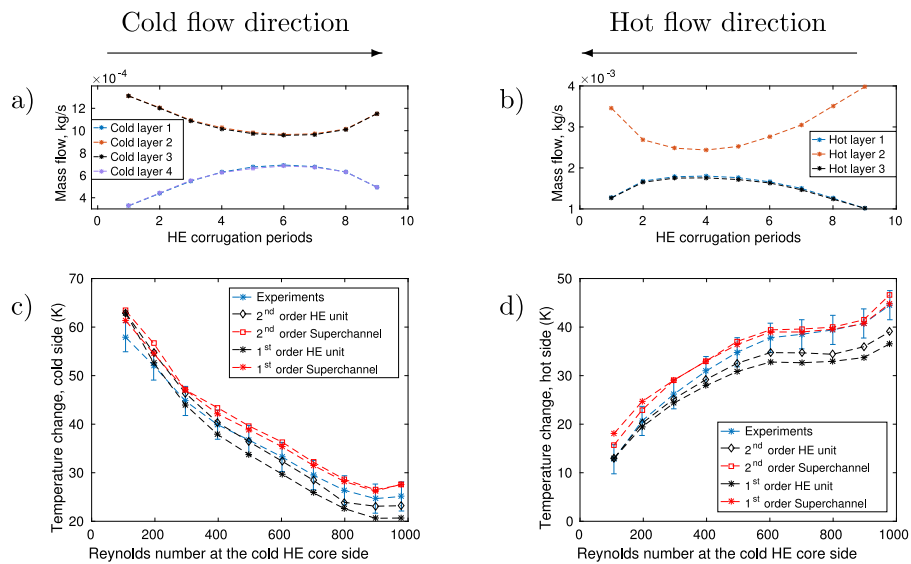 Cold flow direction
Hot flow direction
a)
×10⁻⁴
12
10
8
6
4
Mass flow, kg/s
Cold layer 1
Cold layer 2
Cold layer 3
Cold layer 4
0 2 4 6 8 10
HE corrugation periods
b)
×10⁻³
4
3
2
1
Mass flow, kg/s
Hot layer 1
Hot layer 2
Hot layer 3
0 2 4 6 8 10
HE corrugation periods
c)
70
60
50
40
30
20
Temperature change, cold side (K)
Experiments
2nd order HE unit
2nd order Superchannel
1st order HE unit
1st order Superchannel
0 200 400 600 800 1000
Reynolds number at the cold HE core side
d)
50
40
30
20
10
0
Temperature change, hot side (K)
Experiments
2nd order HE unit
2nd order Superchannel
1st order HE unit
1st order Superchannel
0 200 400 600 800 1000
Reynolds number at the cold HE core side